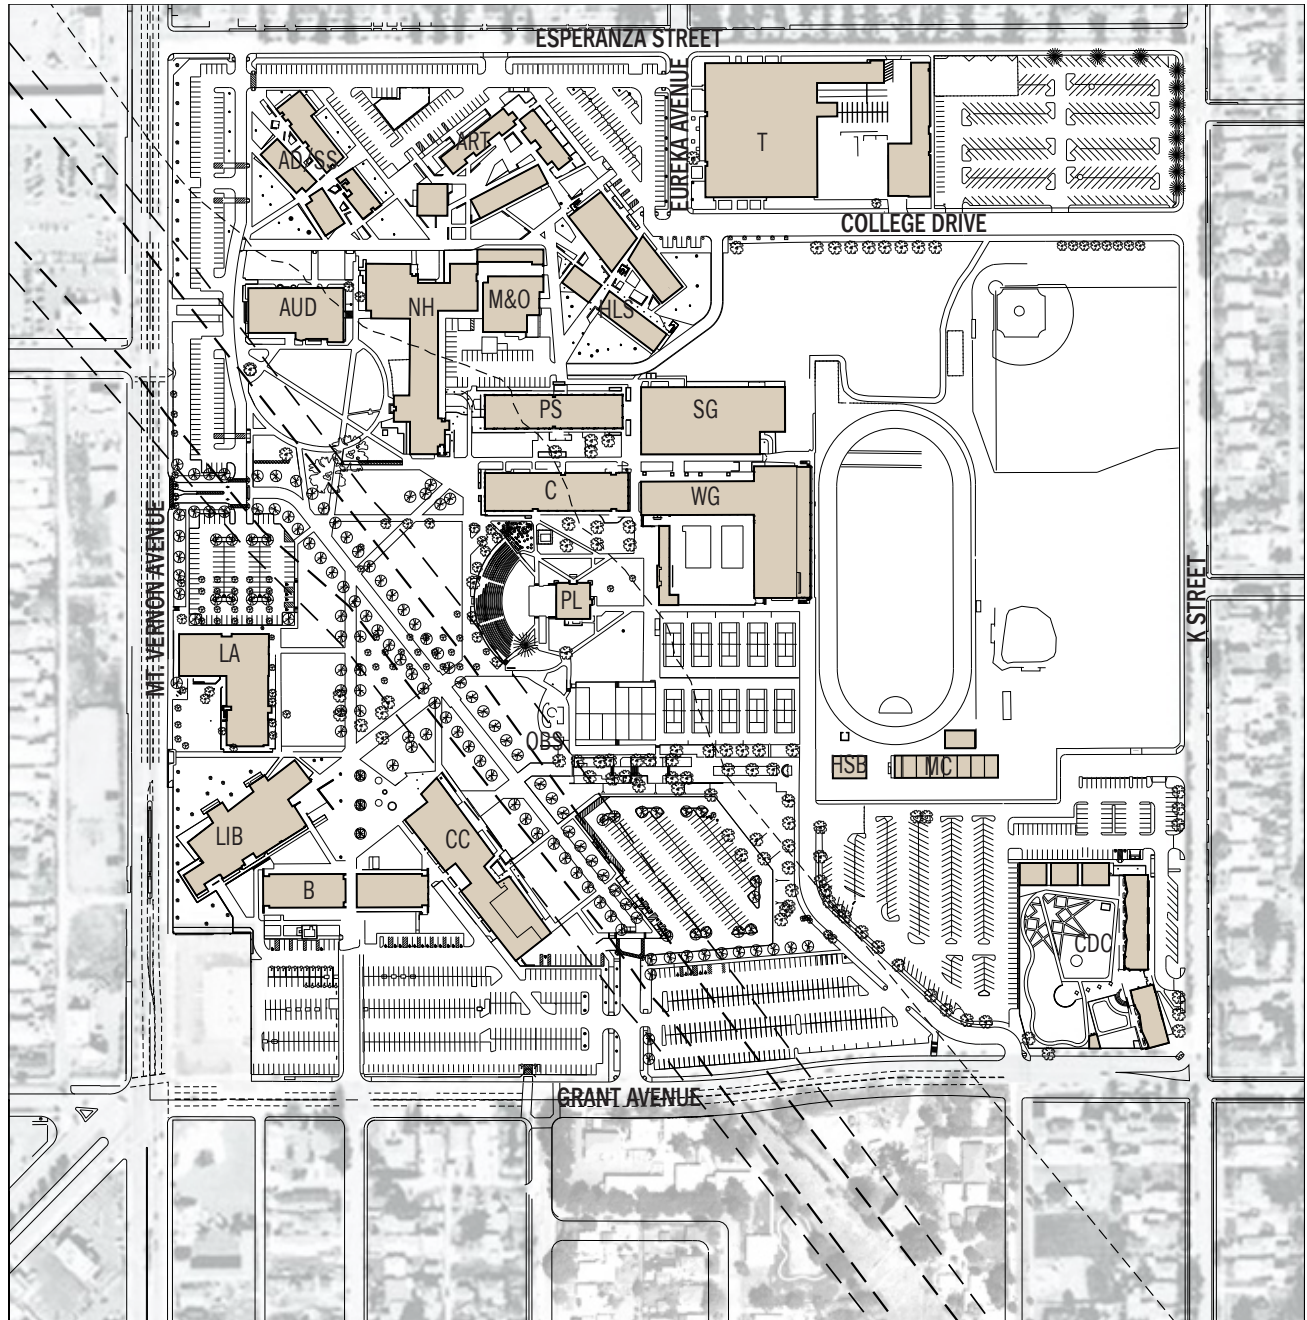 ESPERANZA STREET
EUREKA AVENUE
ART
AD/SS
T
COLLEGE DRIVE
AUD
NH
M&O
HLS
PS
SG
C
WG
MT. VERNON AVENUE
K STREET
PL
LA
OBS
HSB
MC
LIB
CC
B
CDC
GRANT AVENUE